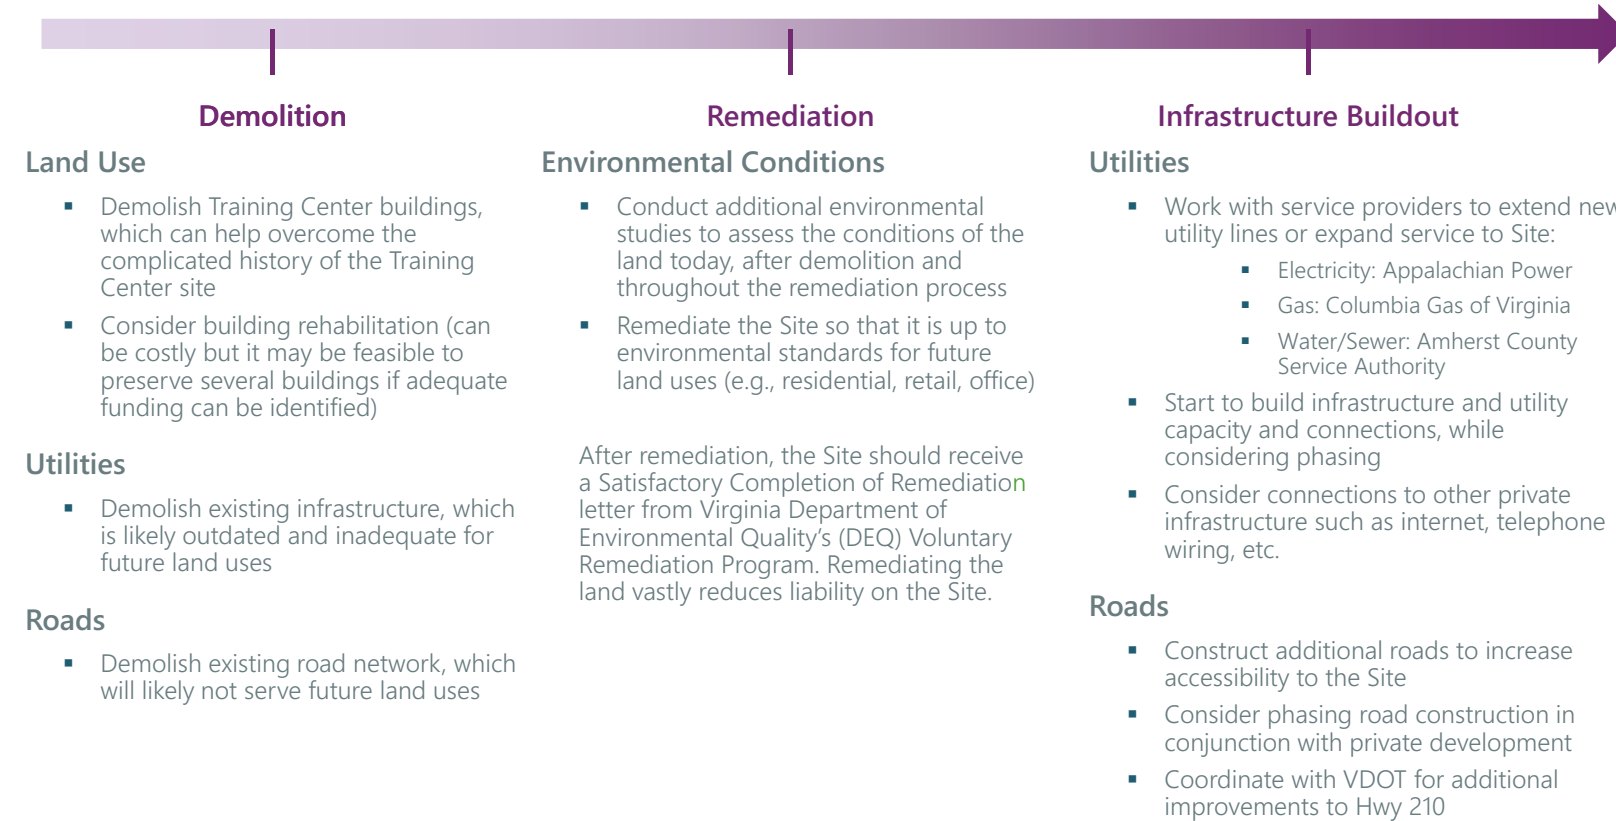 Demolition
Land Use
▪ Demolish Training Center buildings,
which can help overcome the
complicated history of the Training
Center site
▪ Consider building rehabilitation (can
be costly but it may be feasible to
preserve several buildings if adequate
funding can be identified)
Utilities
▪ Demolish existing infrastructure, which
is likely outdated and inadequate for
future land uses
Roads
▪ Demolish existing road network, which
will likely not serve future land uses
Remediation
Environmental Conditions
▪ Conduct additional environmental
studies to assess the conditions of the
land today, after demolition and
throughout the remediation process
▪ Remediate the Site so that it is up to
environmental standards for future
land uses (e.g., residential, retail, office)
After remediation, the Site should receive
a Satisfactory Completion of Remediation
letter from Virginia Department of
Environmental Quality's (DEQ) Voluntary
Remediation Program. Remediating the
land vastly reduces liability on the Site.
Infrastructure Buildout
Utilities
▪ Work with service providers to extend new
utility lines or expand service to Site:
▪ Electricity: Appalachian Power
▪ Gas: Columbia Gas of Virginia
▪ Water/Sewer: Amherst County
Service Authority
▪ Start to build infrastructure and utility
capacity and connections, while
considering phasing
▪ Consider connections to other private
infrastructure such as internet, telephone
wiring, etc.
Roads
▪ Construct additional roads to increase
accessibility to the Site
▪ Consider phasing road construction in
conjunction with private development
▪ Coordinate with VDOT for additional
improvements to Hwy 210